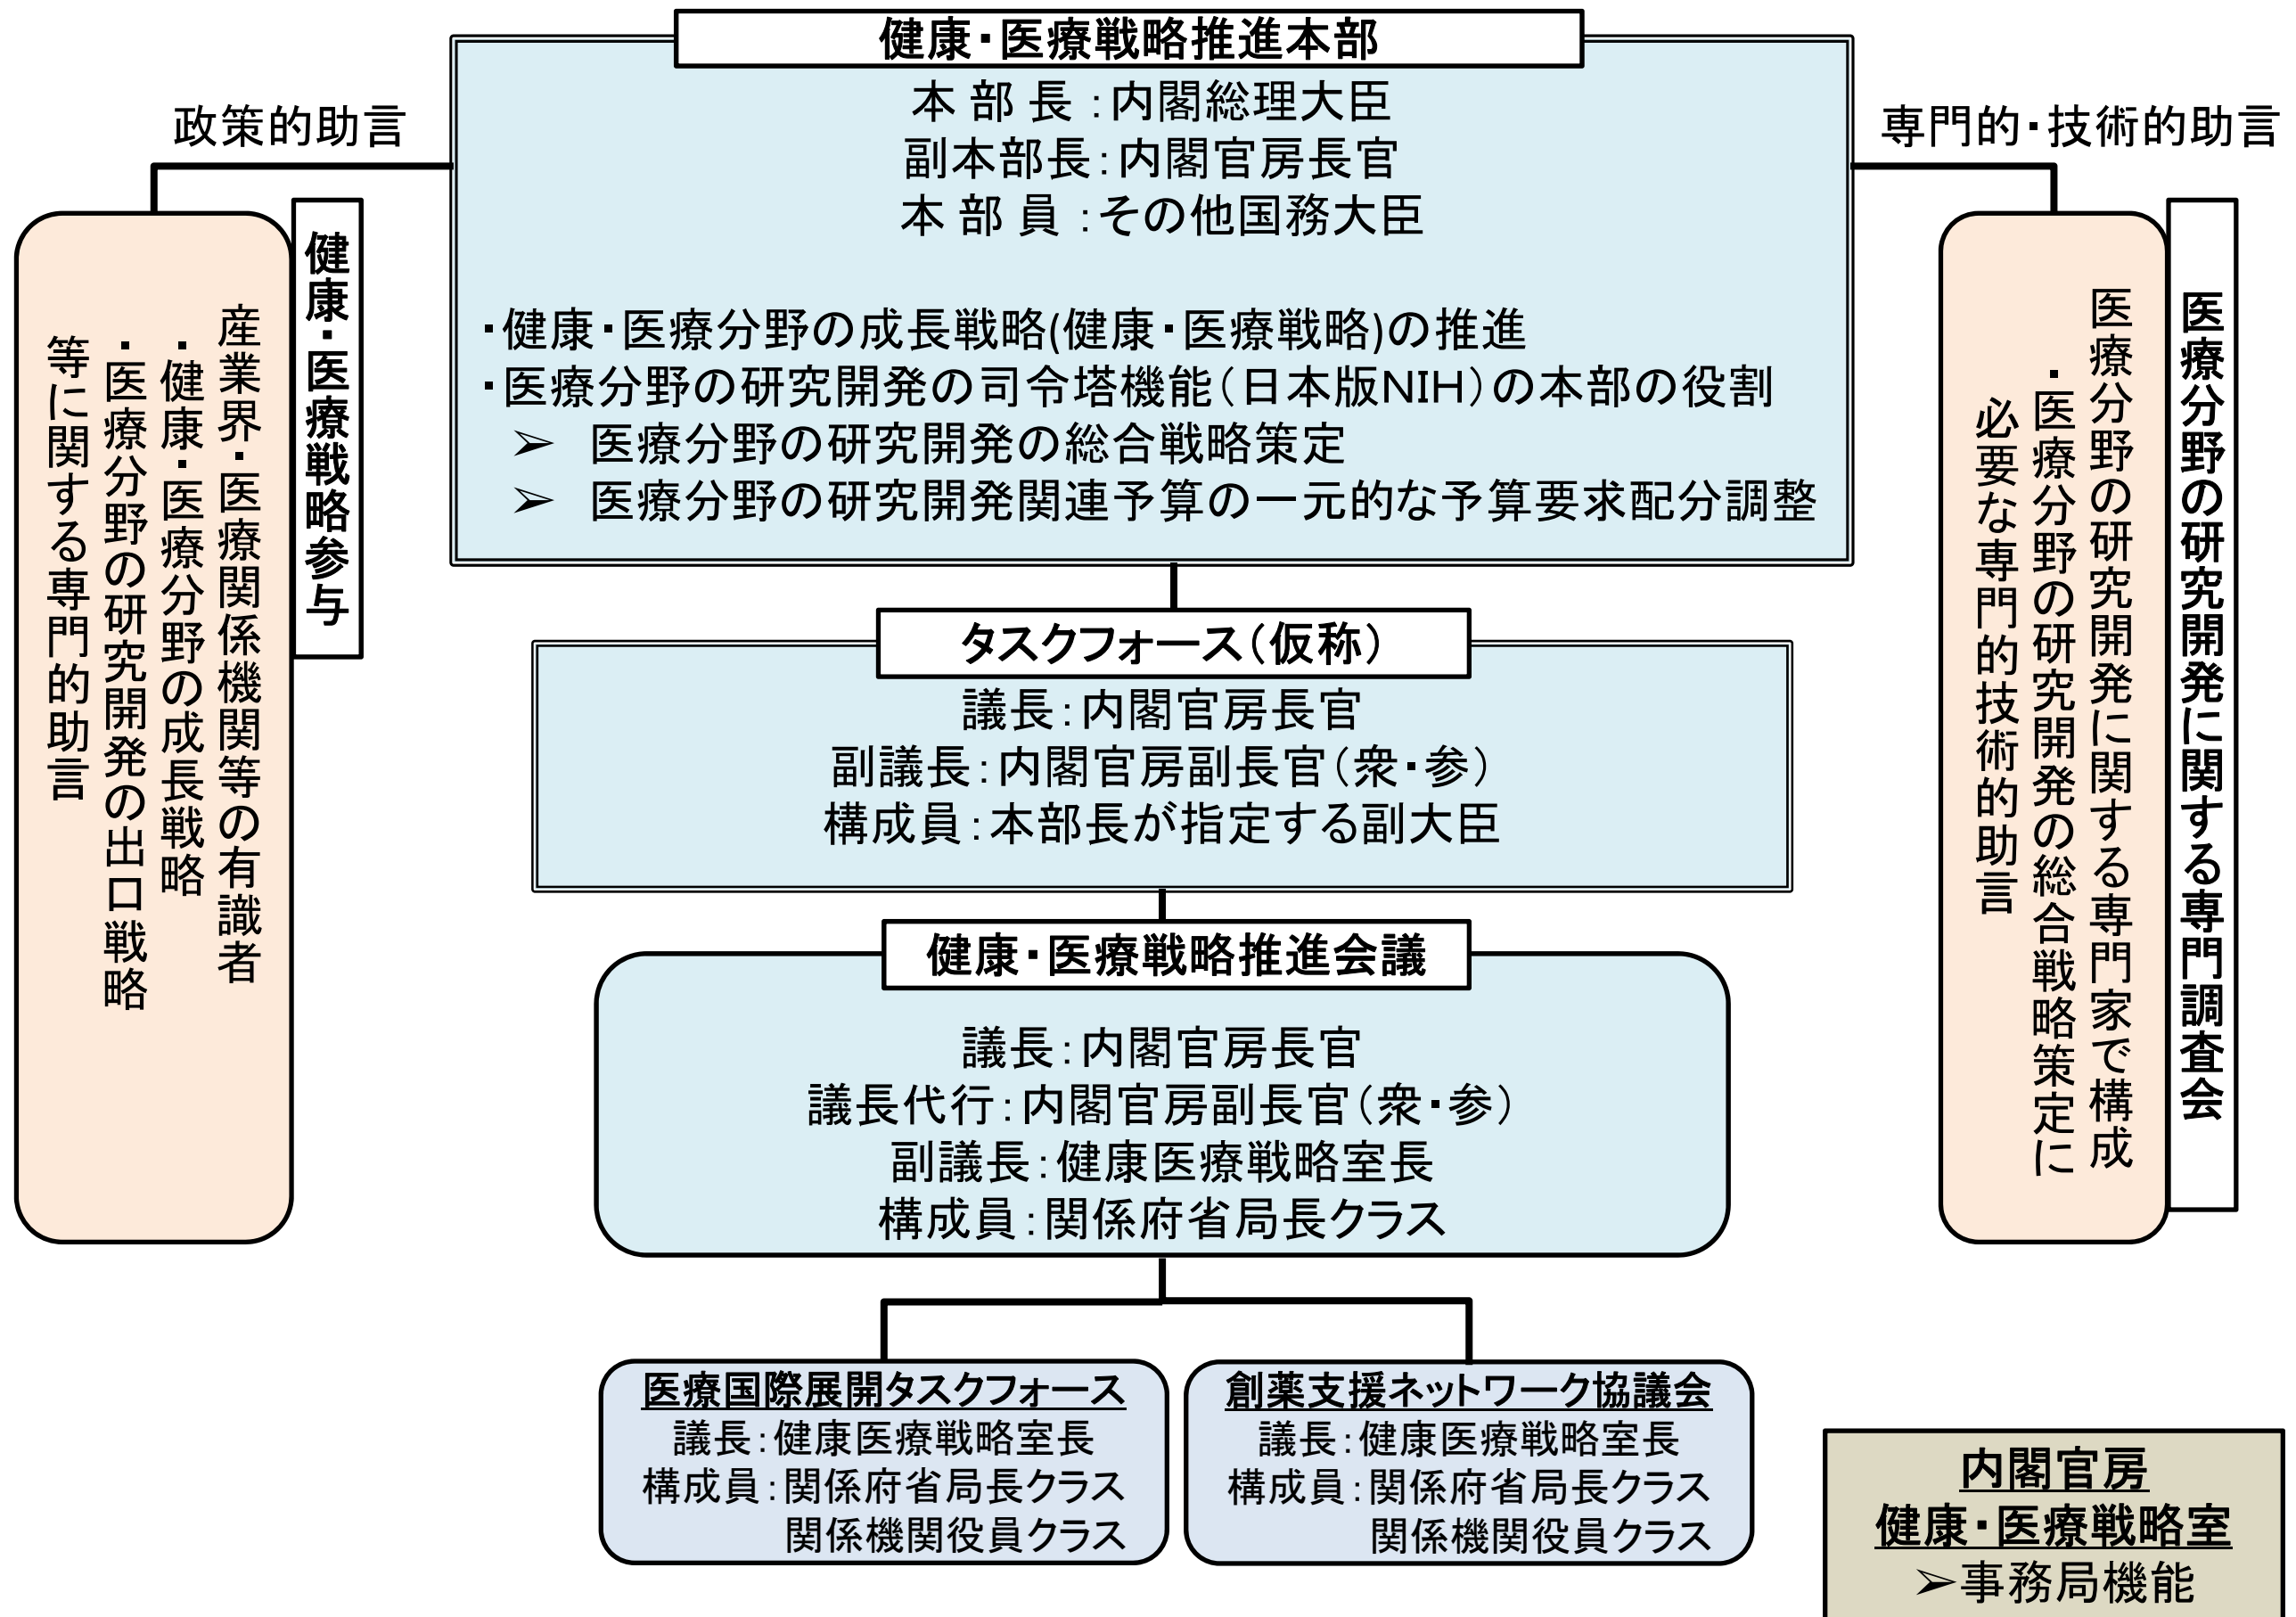 健康・医療戦略推進本部
本 部 長 ：内閣総理大臣
副本部長：内閣官房長官
本 部 員 ：その他国務大臣
・健康・医療分野の成長戦略(健康・医療戦略)の推進
・医療分野の研究開発の司令塔機能（日本版NIH）の本部の役割
➢ 医療分野の研究開発の総合戦略策定
➢ 医療分野の研究開発関連予算の一元的な予算要求配分調整
政策的助言
健康・医療戦略参与
産業界・医療関係機関等の有識者
・健康・医療分野の成長戦略
・医療分野の研究開発の出口戦略
等に関する専門的助言
専門的・技術的助言
医療分野の研究開発に関する専門調査会
医療分野の研究開発に関する専門家で構成
・医療分野の研究開発の総合戦略策定に
必要な専門的技術的助言
タスクフォース（仮称）
議長：内閣官房長官
副議長：内閣官房副長官（衆・参）
構成員：本部長が指定する副大臣
健康・医療戦略推進会議
議長：内閣官房長官
議長代行：内閣官房副長官（衆・参）
副議長：健康医療戦略室長
構成員：関係府省局長クラス
医療国際展開タスクフォース
議長：健康医療戦略室長
構成員：関係府省局長クラス
関係機関役員クラス
創薬支援ネットワーク協議会
議長：健康医療戦略室長
構成員：関係府省局長クラス
関係機関役員クラス
内閣官房
健康・医療戦略室
➢事務局機能